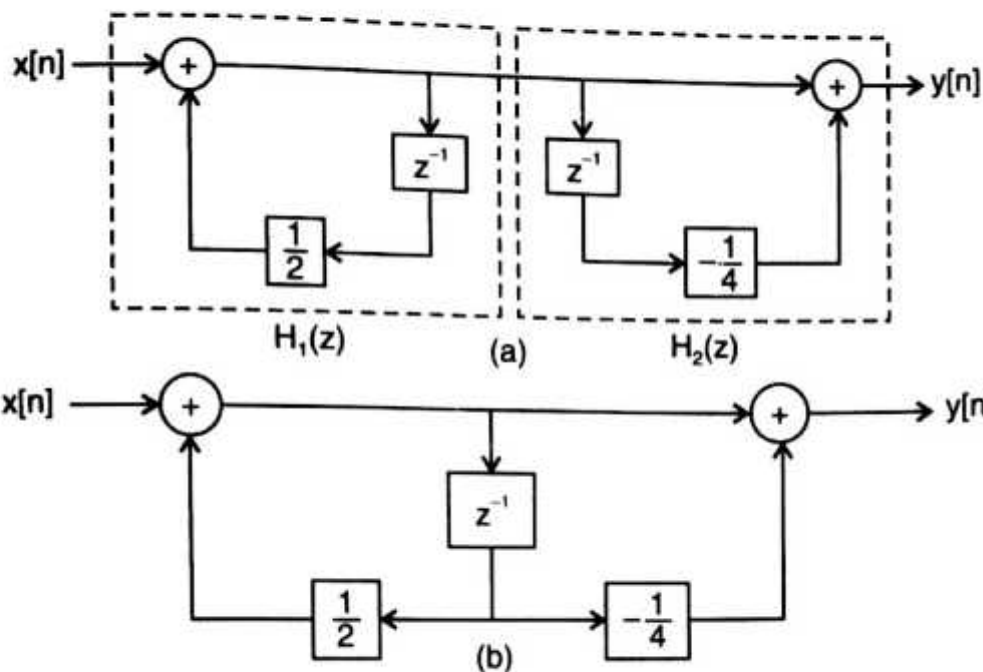 x[n] + + y[n]
z⁻¹ z⁻¹
1/2 -1/4
H₁(z) (a) H₂(z)
x[n] + + y[n
z⁻¹
1/2 -1/4
(b)